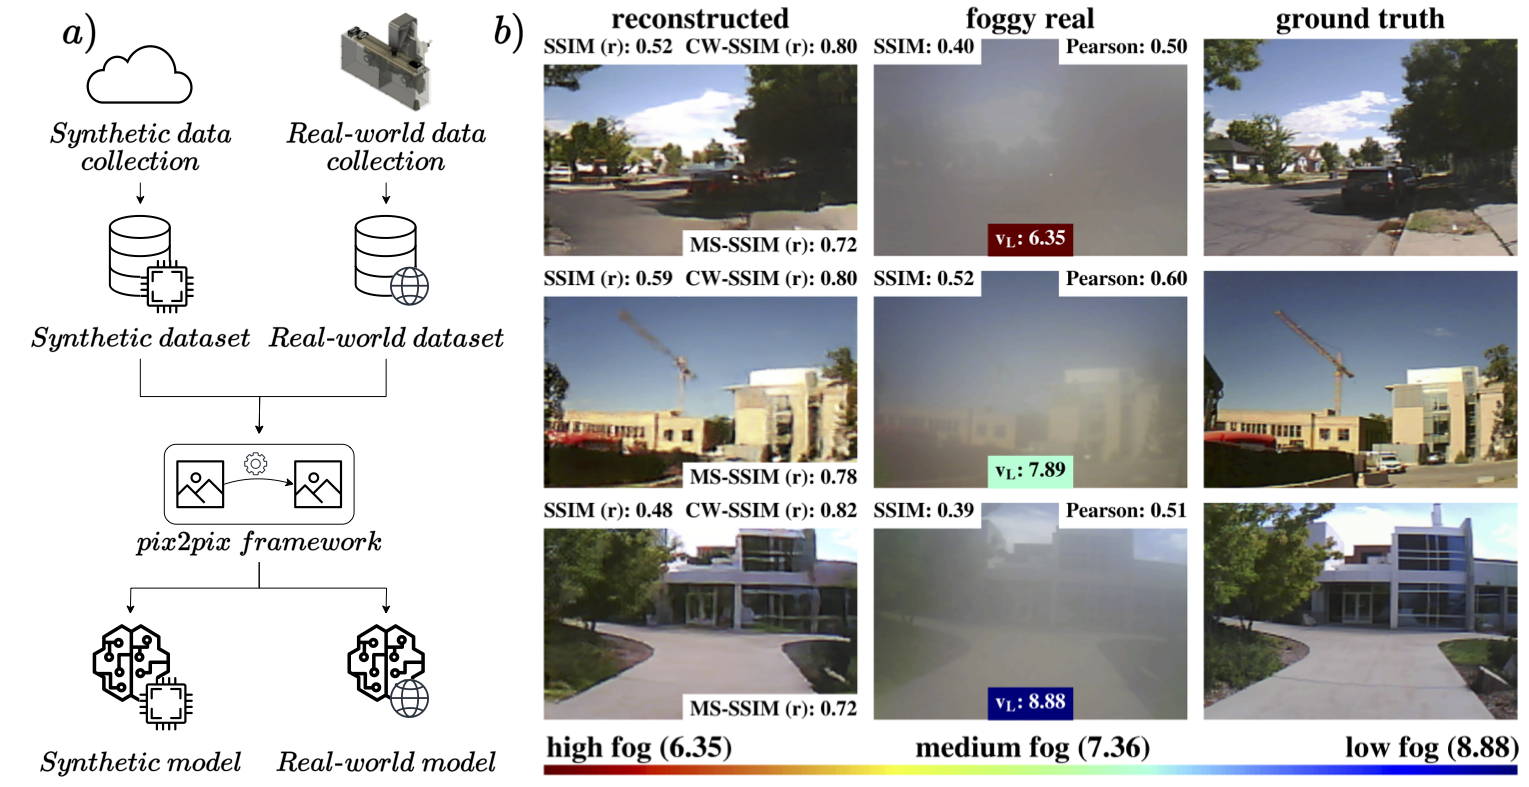 a)
Synthetic data
collection
Real-world data
collection
Synthetic dataset
Real-world dataset
pix2pix framework
Synthetic model
Real-world model
b)
reconstructed
foggy real
ground truth
SSIM (r): 0.52 CW-SSIM (r): 0.80
SSIM: 0.40
Pearson: 0.50
MS-SSIM (r): 0.72
vL: 6.35
SSIM (r): 0.59 CW-SSIM (r): 0.80
SSIM: 0.52
Pearson: 0.60
MS-SSIM (r): 0.78
vL: 7.89
SSIM (r): 0.48 CW-SSIM (r): 0.82
SSIM: 0.39
Pearson: 0.51
MS-SSIM (r): 0.72
vL: 8.88
high fog (6.35)
medium fog (7.36)
low fog (8.88)